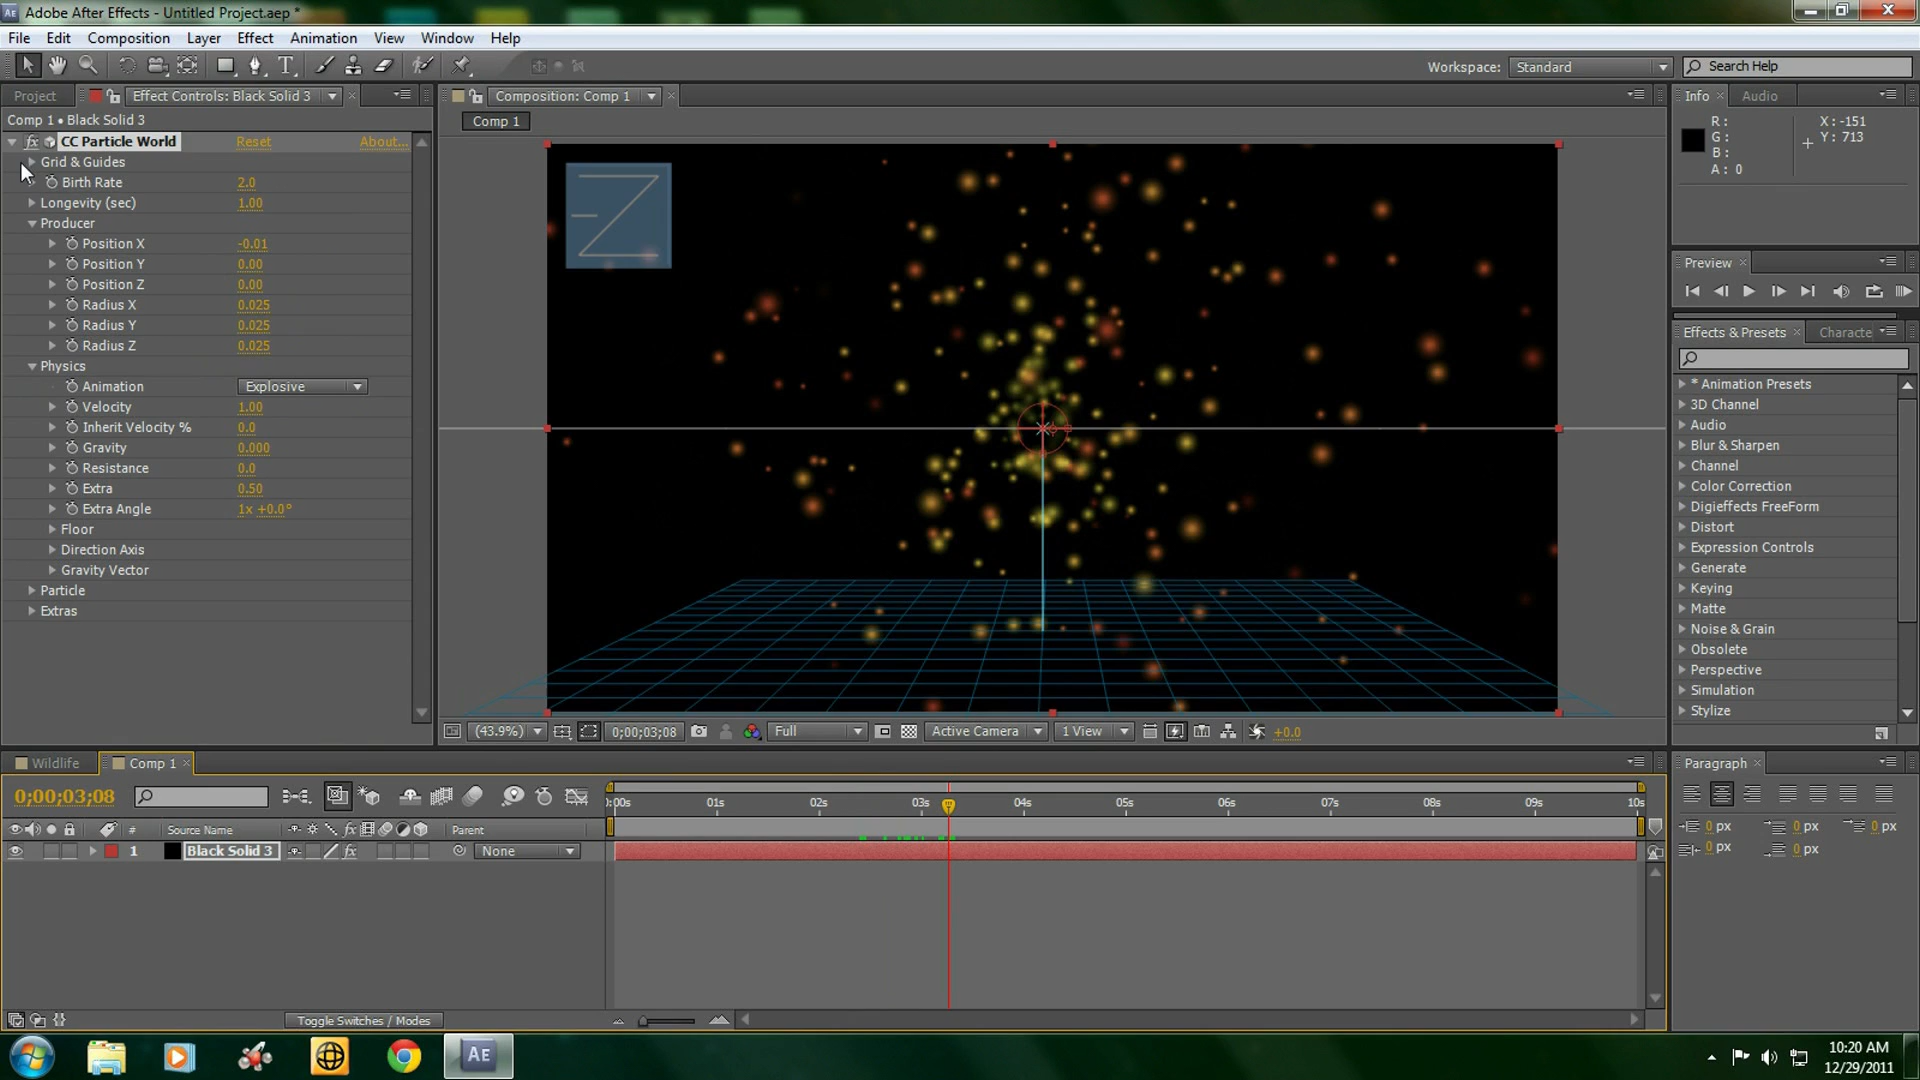 Adobe After Effects - Untitled Project.aep *
File Edit Composition Layer Effect Animation View Window Help
Workspace: Standard Search Help
Project Effect Controls: Black Solid 3 Composition: Comp 1 Info Audio
Comp 1 • Black Solid 3
Comp 1
R: X: -151
G: Y: 713
B:
A: 0
fx CC Particle World Reset About...
Grid & Guides
Birth Rate 2.0
Longevity (sec) 1.00
Producer
Position X -0.01
Position Y 0.00
Position Z 0.00
Radius X 0.025
Radius Y 0.025
Radius Z 0.025
Physics
Animation Explosive
Velocity 1.00
Inherit Velocity % 0.0
Gravity 0.000
Resistance 0.0
Extra 0.50
Extra Angle 1x +0.0°
Floor
Direction Axis
Gravity Vector
Particle
Extras
Preview
Effects & Presets Characte
* Animation Presets
3D Channel
Audio
Blur & Sharpen
Channel
Color Correction
Digieffects FreeForm
Distort
Expression Controls
Generate
Keying
Matte
Noise & Grain
Obsolete
Perspective
Simulation
Stylize
(43.9%) 0;00;03;08 Full Active Camera 1 View +0.0
Wildlife Comp 1
0;00;03;08
:00s 01s 02s 03s 04s 05s 06s 07s 08s 09s 10s
# Source Name fx Parent
1 Black Solid 3 fx None
Toggle Switches / Modes
Paragraph
0 px 0 px 0 px
0 px 0 px
AE
10:20 AM
12/29/2011